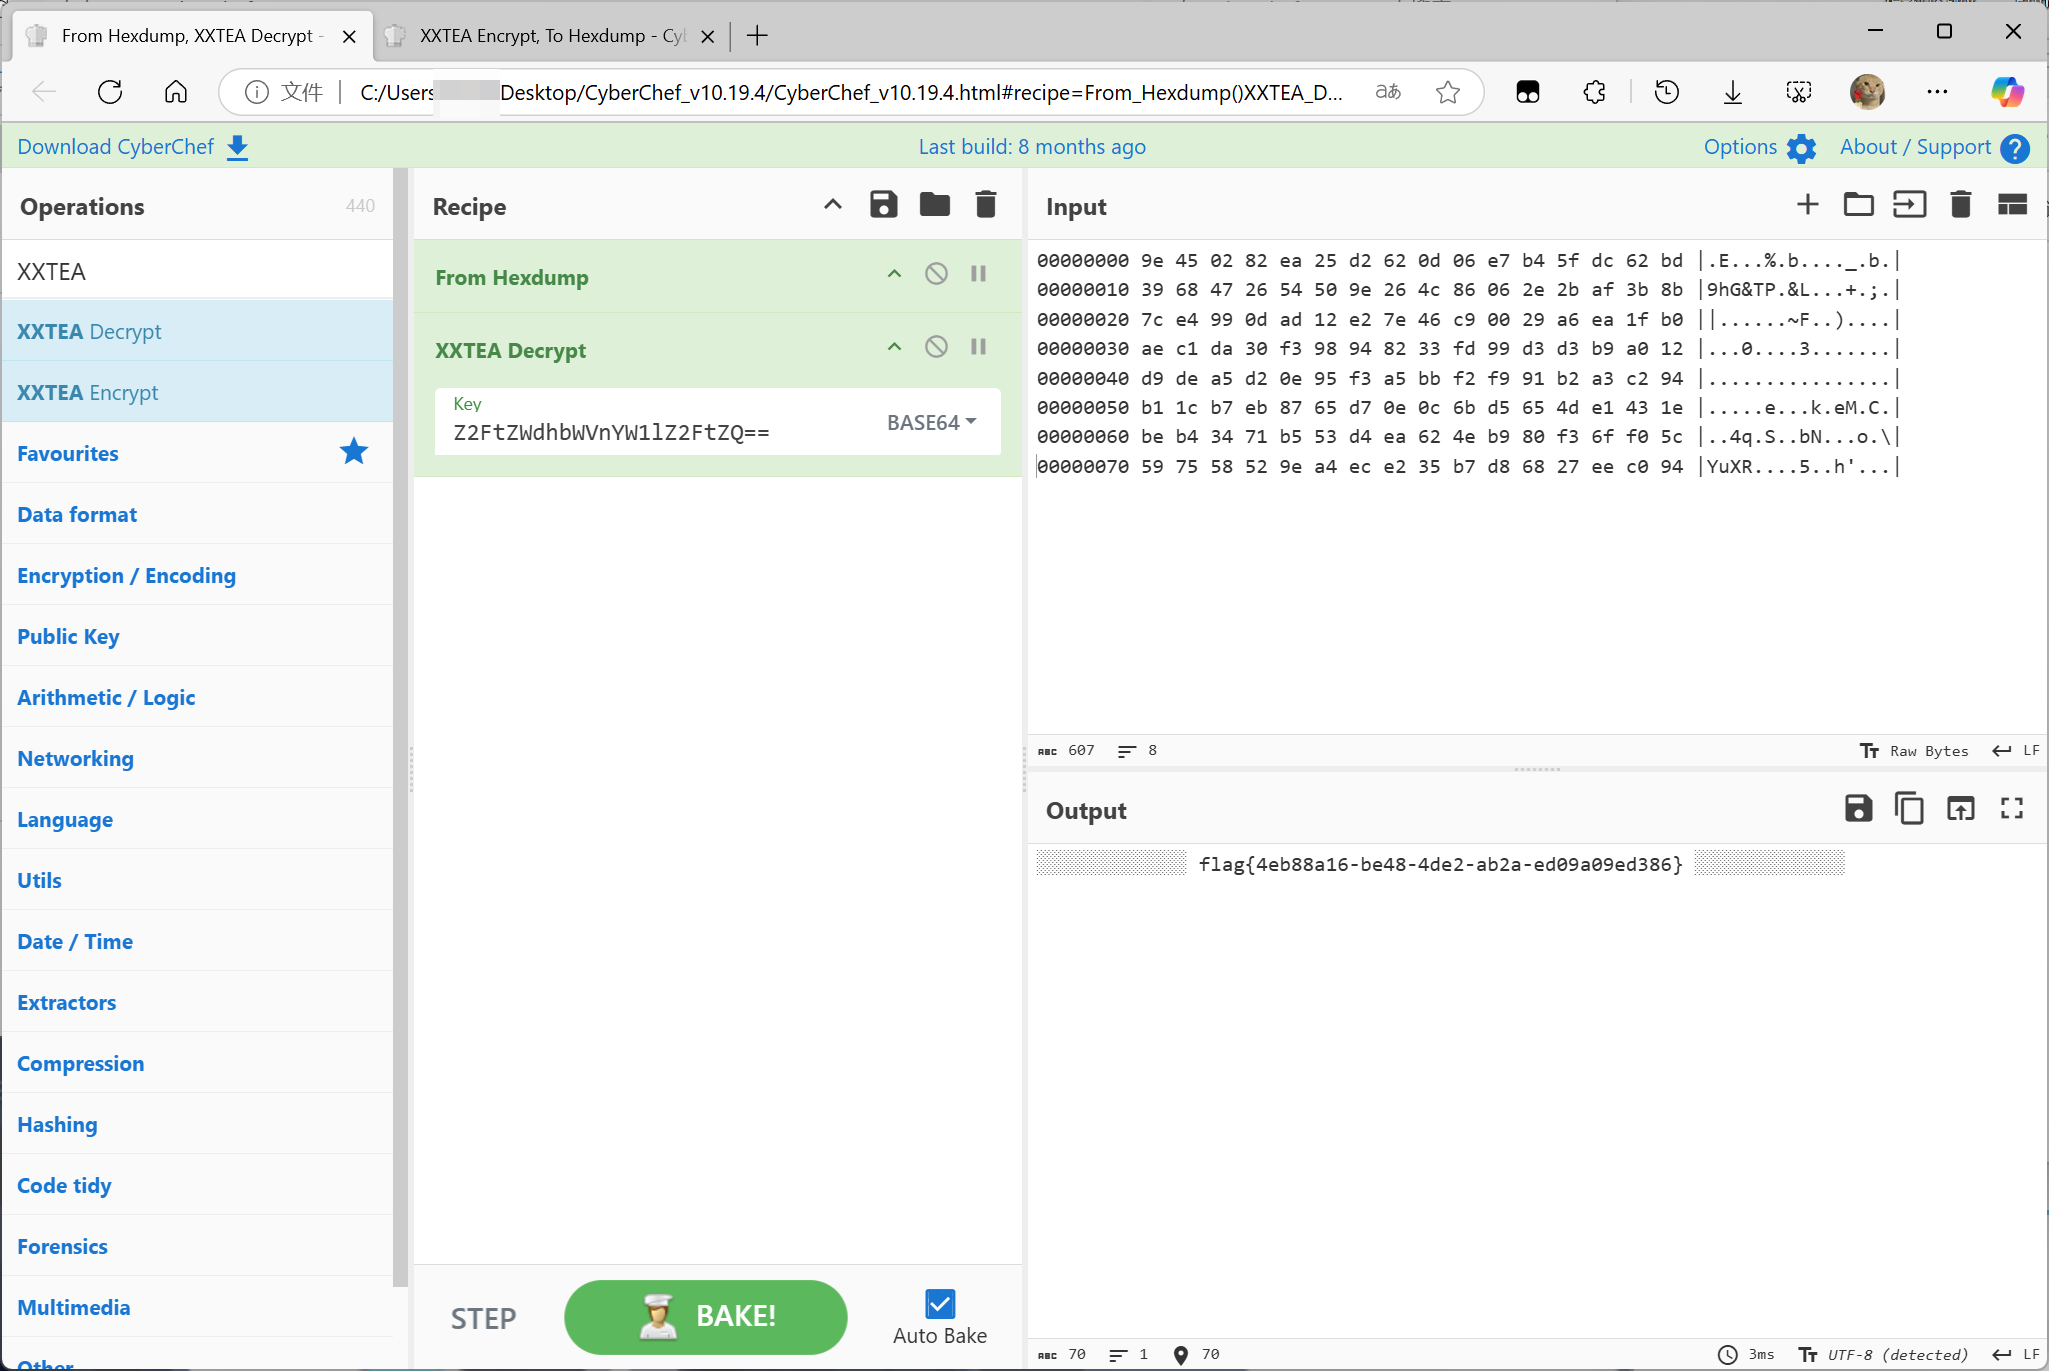 From Hexdump, XXTEA Decrypt -
XXTEA Encrypt, To Hexdump - Cy
文件
C:/Users
Desktop/CyberChef_v10.19.4/CyberChef_v10.19.4.html#recipe=From_Hexdump()XXTEA_D...
aあ
Download CyberChef
Last build: 8 months ago
Options
About / Support
Operations
440
XXTEA
XXTEA Decrypt
XXTEA Encrypt
Favourites
Data format
Encryption / Encoding
Public Key
Arithmetic / Logic
Networking
Language
Utils
Date / Time
Extractors
Compression
Hashing
Code tidy
Forensics
Multimedia
Other
Recipe
From Hexdump
XXTEA Decrypt
Key
Z2FtZWdhbWVnYW1lZ2FtZQ==
BASE64
STEP
BAKE!
Auto Bake
Input
00000000 9e 45 02 82 ea 25 d2 62 0d 06 e7 b4 5f dc 62 bd |.E...%.b...._.b.|
00000010 39 68 47 26 54 50 9e 26 4c 86 06 2e 2b af 3b 8b |9hG&TP.&L...+.;.|
00000020 7c e4 99 0d ad 12 e2 7e 46 c9 00 29 a6 ea 1f b0 ||......~F..)....|
00000030 ae c1 da 30 f3 98 94 82 33 fd 99 d3 d3 b9 a0 12 |...0....3.......|
00000040 d9 de a5 d2 0e 95 f3 a5 bb f2 f9 91 b2 a3 c2 94 |................|
00000050 b1 1c b7 eb 87 65 d7 0e 0c 6b d5 65 4d e1 43 1e |.....e...k.eM.C.|
00000060 be b4 34 71 b5 53 d4 ea 62 4e b9 80 f3 6f f0 5c |..4q.S..bN...o.\|
00000070 59 75 58 52 9e a4 ec e2 35 b7 d8 68 27 ee c0 94 |YuXR....5..h'...|
ABC 607
8
Raw Bytes
LF
Output
░░░░░░░░░░░░░ flag{4eb88a16-be48-4de2-ab2a-ed09a09ed386} ░░░░░░░░░░░░░
ABC 70
1
70
3ms
UTF-8 (detected)
LF